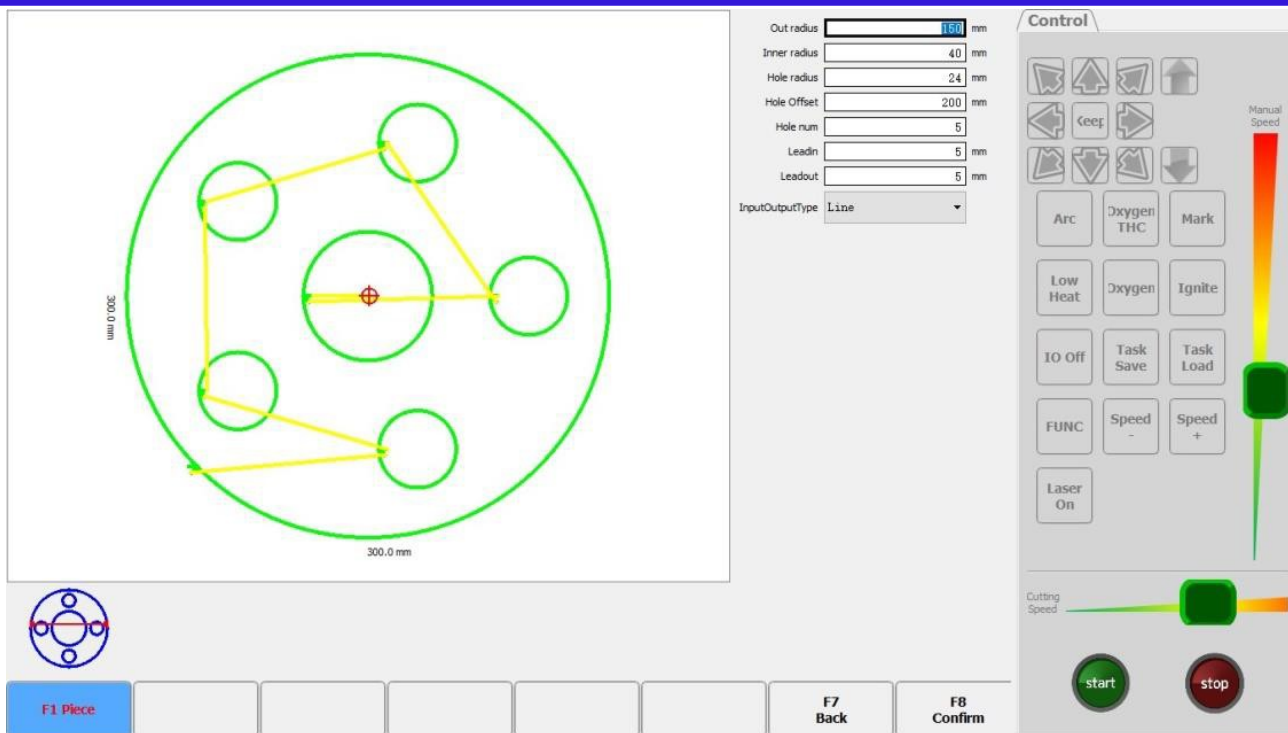 Out radius 150 mm
Inner radius 40 mm
Hole radius 24 mm
Hole Offset 200 mm
Hole num 5
Leadin 5 mm
Leadout 5 mm
InputOutputType Line
300.0 mm
300.0 mm
F1 Piece
F7
Back
F8
Confirm
Control
Keep
Manual
Speed
Arc
Oxygen
THC
Mark
Low
Heat
Oxygen
Ignite
IO Off
Task
Save
Task
Load
FUNC
Speed
-
Speed
+
Laser
On
Cutting
Speed
start
stop